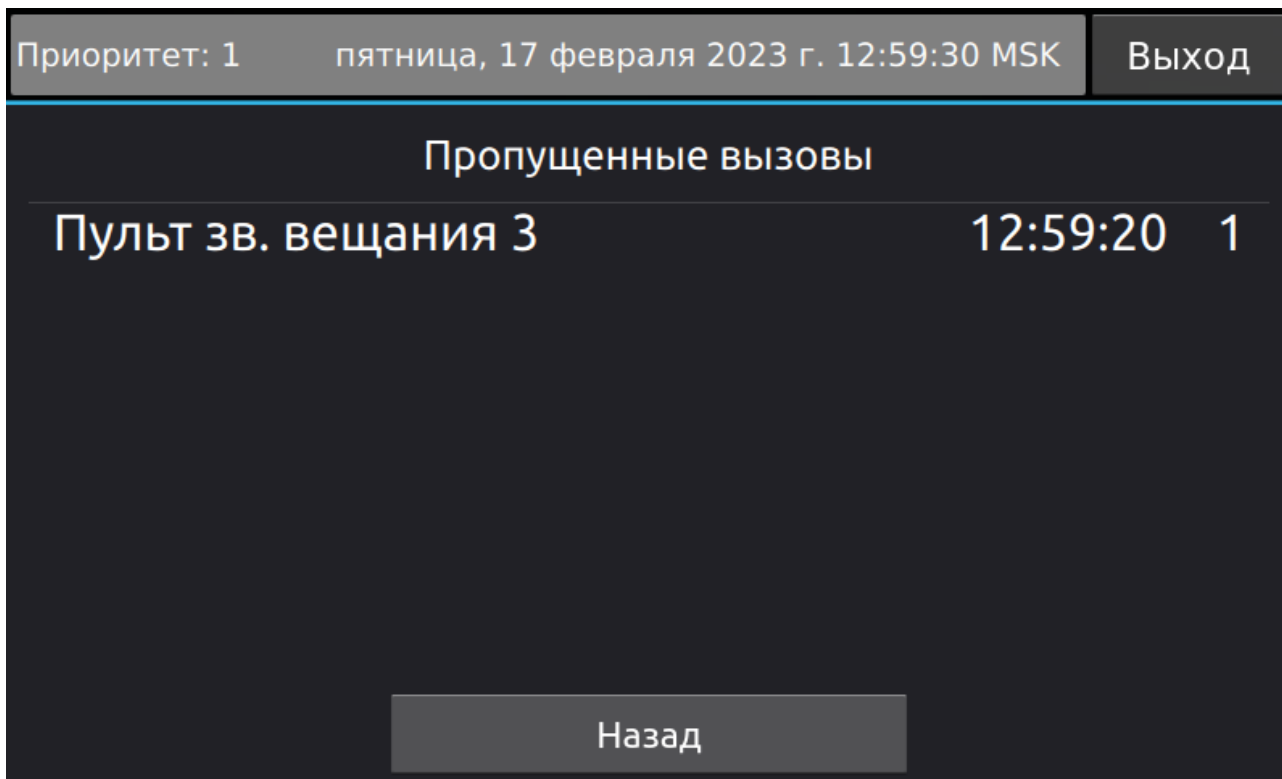 Приоритет: 1 пятница, 17 февраля 2023 г. 12:59:30 MSK Выход
Пропущенные вызовы
Пульт зв. вещания 3 12:59:20 1
Назад